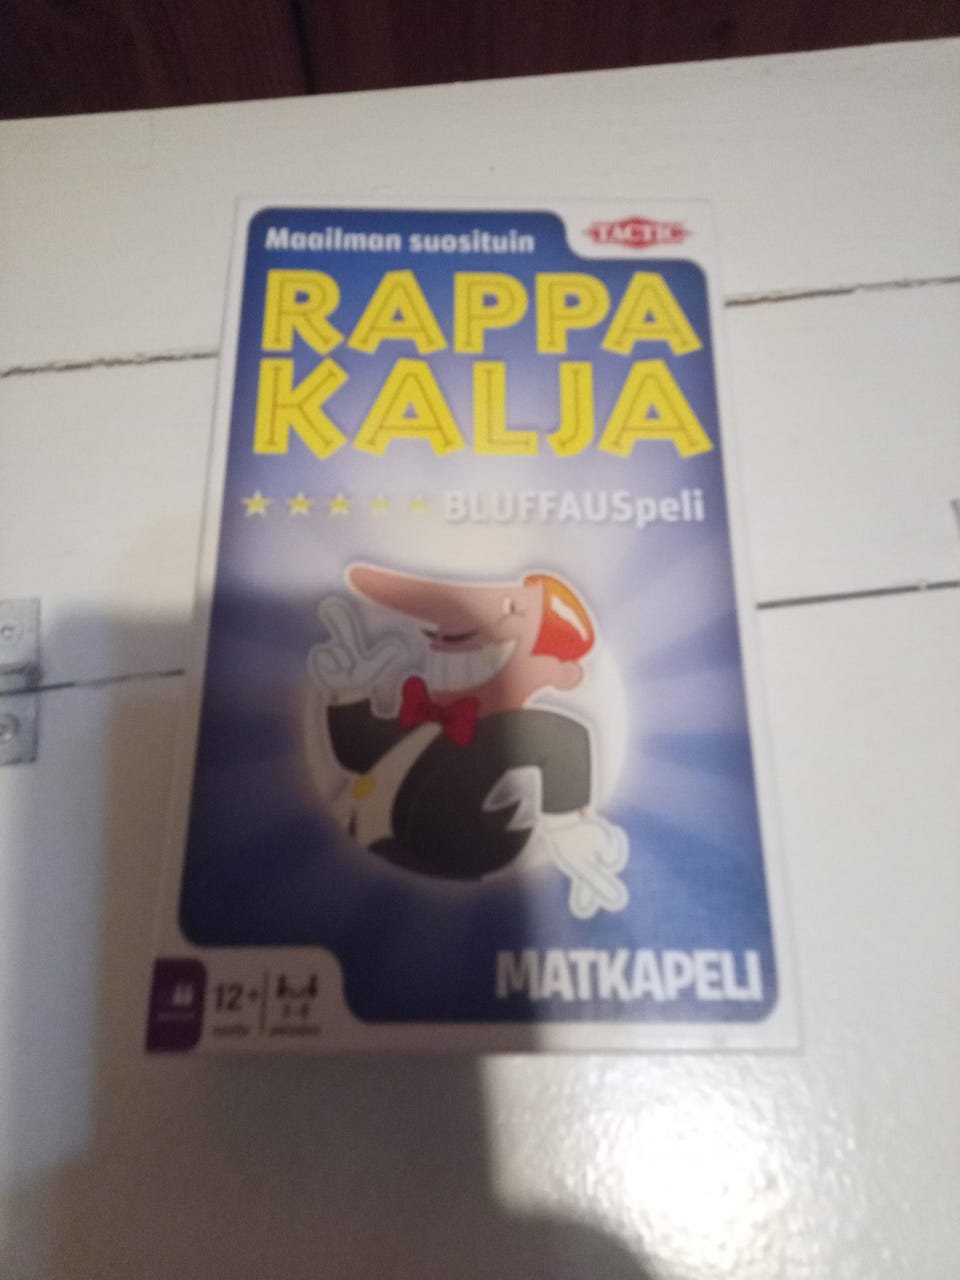 Maailman suosituin
TACTIC
RAPPA
KALJA
BLUFFAUSpeli
MATKAPELI
12+